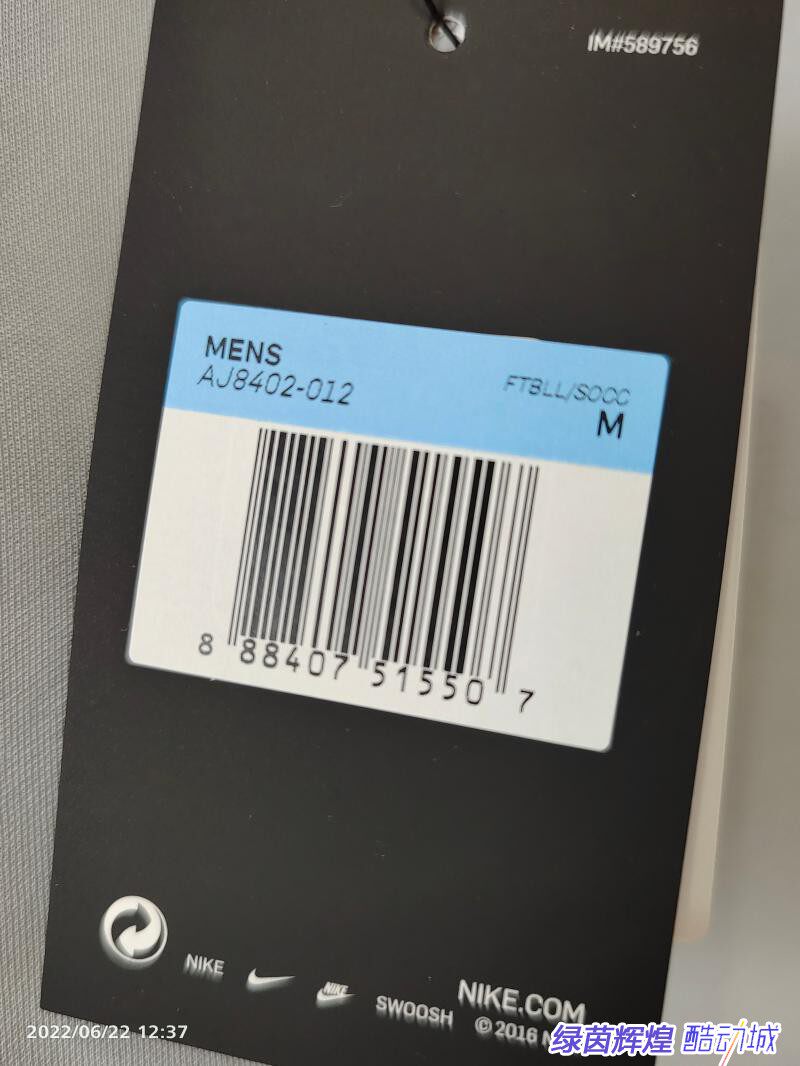 IM#589756
MENS
AJ8402-012
FTBLL/SOCC
M
8 88407 51550 7
NIKE
NIKE
SWOOSH
NIKE.COM
© 2016
2022/06/22 12:37
绿茵辉煌 酷动城